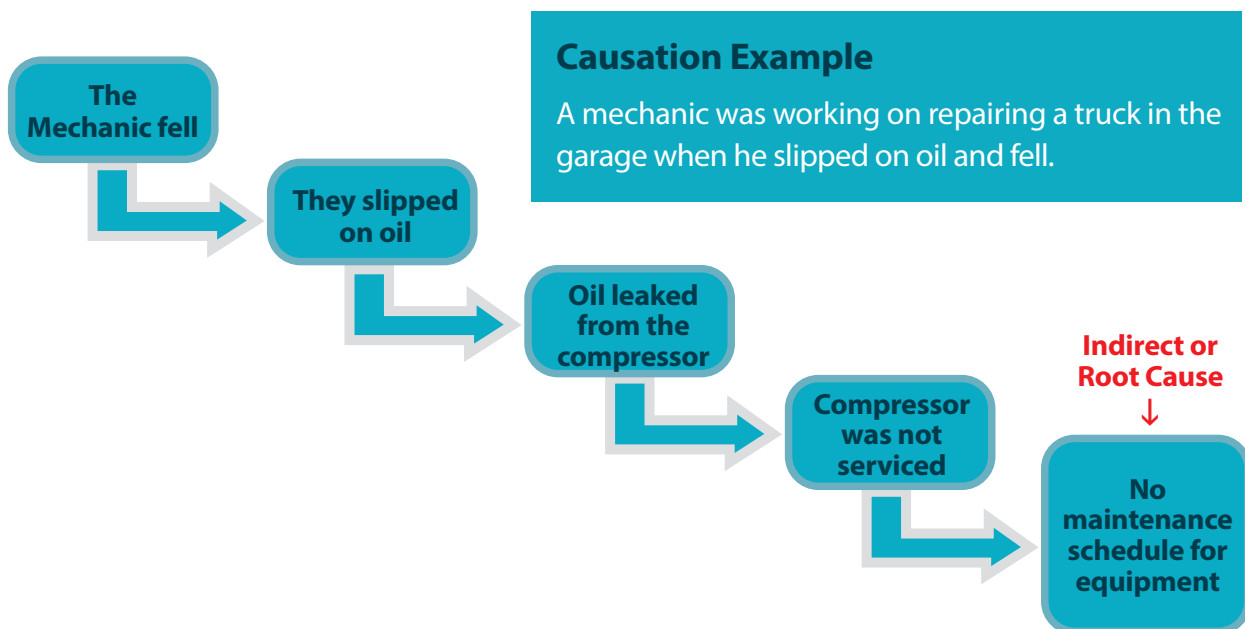 Causation Example
A mechanic was working on repairing a truck in the
garage when he slipped on oil and fell.
The
Mechanic fell
They slipped
on oil
Oil leaked
from the
compressor
Compressor
was not
serviced
Indirect or
Root Cause
↓
No
maintenance
schedule for
equipment